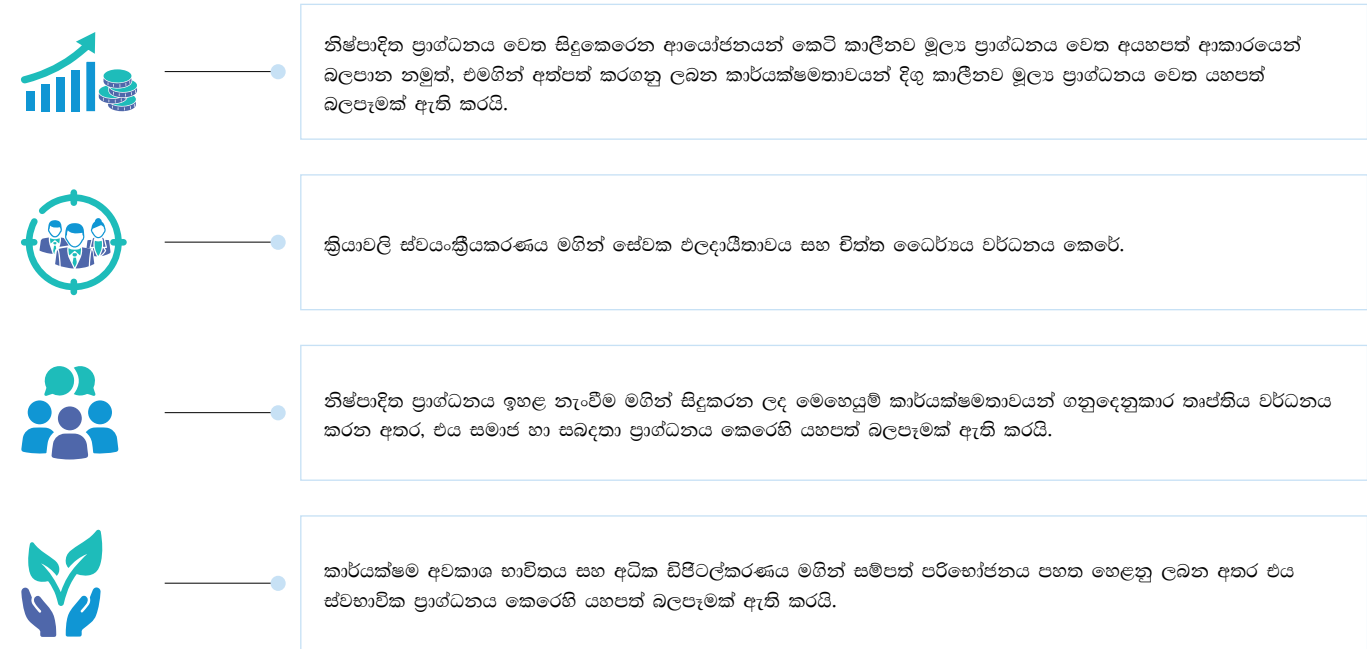 නිෂ්පාදිත ප්‍රාග්ධනය වෙත සිදුකෙරෙන ආයෝජනයන් කෙටි කාලීනව මූල්‍ය ප්‍රාග්ධනය වෙත අයහපත් ආකාරයෙන්
බලපාන නමුත්, එමගින් අත්පත් කරගනු ලබන කාර්යක්ෂමතාවයන් දිගු කාලීනව මූල්‍ය ප්‍රාග්ධනය වෙත යහපත්
බලපෑමක් ඇති කරයි.
ක්‍රියාවලි ස්වයංක්‍රීයකරණය මගින් සේවක ඵලදායීතාවය සහ චිත්ත ධෛර්යය වර්ධනය කෙරේ.
නිෂ්පාදිත ප්‍රාග්ධනය ඉහළ නැංවීම මගින් සිදුකරන ලද මෙහෙයුම් කාර්යක්ෂමතාවයන් ගනුදෙනුකාර තෘප්තිය වර්ධනය
කරන අතර, එය සමාජ හා සබදතා ප්‍රාග්ධනය කෙරෙහි යහපත් බලපෑමක් ඇති කරයි.
කාර්යක්ෂම අවකාශ භාවිතය සහ අධික ඩිජිටල්කරණය මගින් සම්පත් පරිභෝජනය පහත හෙළනු ලබන අතර එය
ස්වභාවික ප්‍රාග්ධනය කෙරෙහි යහපත් බලපෑමක් ඇති කරයි.